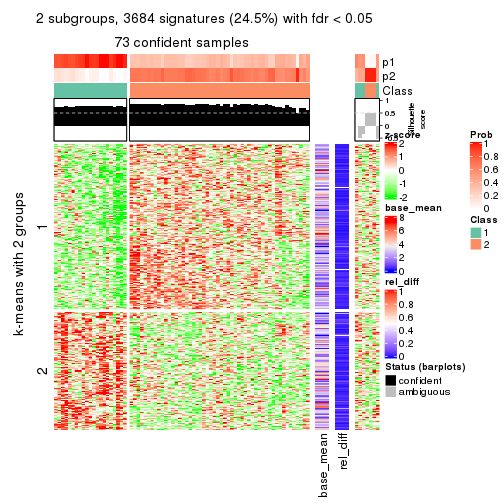 2 subgroups, 3684 signatures (24.5%) with fdr < 0.05
73 confident samples
p1
p2
Class
1
0.5
0
Silhouette
score
z-score
2
1
0
-1
-2
base_mean
8
6
4
2
0
rel_diff
1
0.8
0.6
0.4
0.2
0
Status (barplots)
confident
ambiguous
Prob
1
0.8
0.6
0.4
0.2
0
Class
1
2
k-means with 2 groups
1
2
base_mean
rel_diff